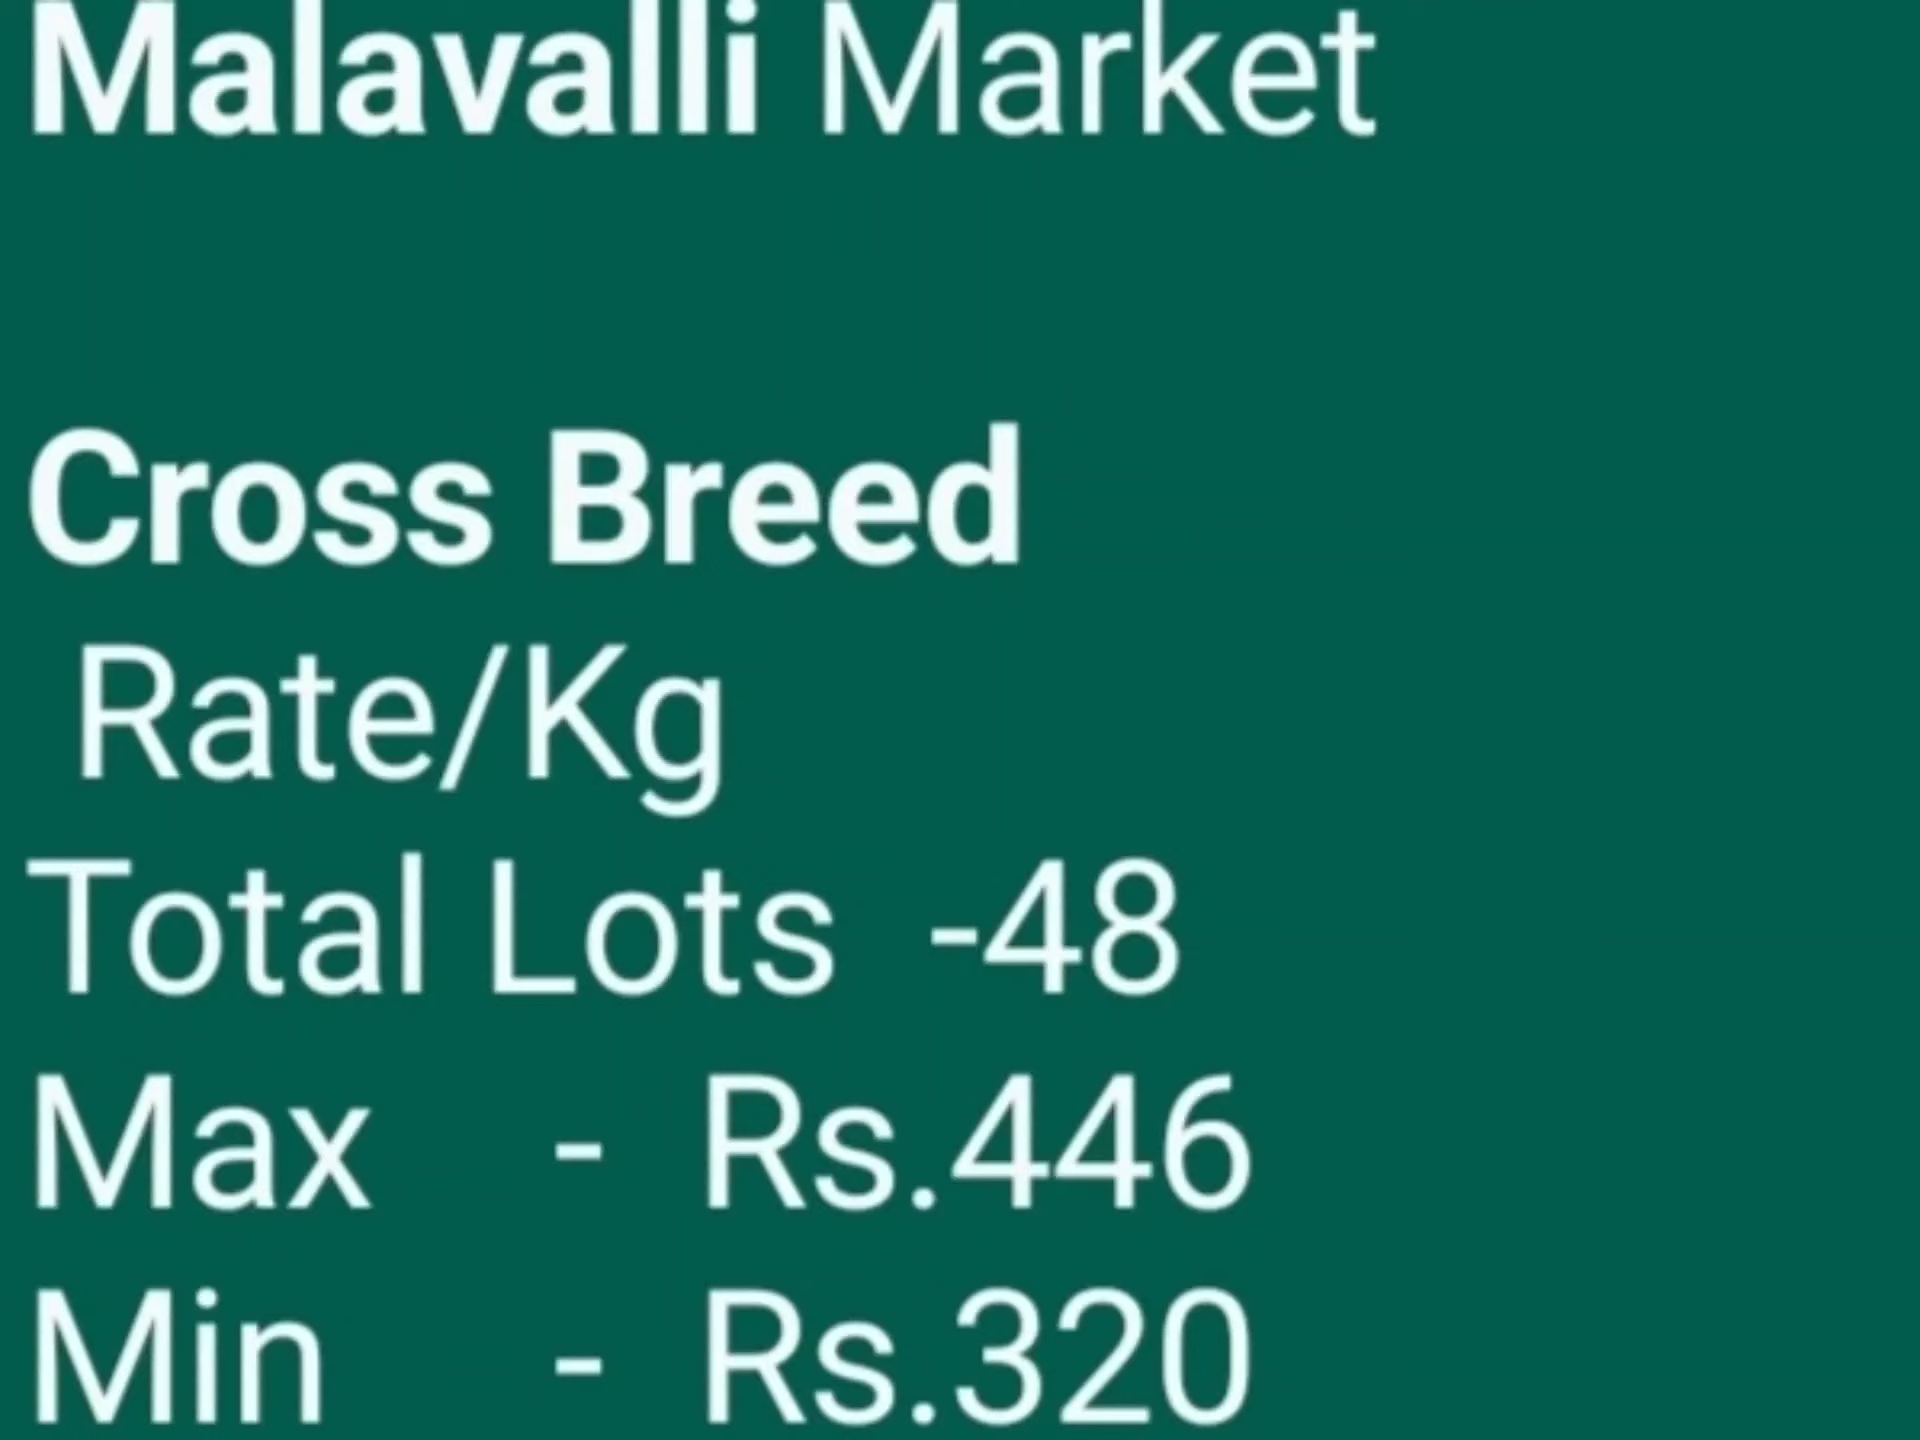 Malavalli Market
Cross Breed
Rate/Kg
Total Lots -48
Max - Rs.446
Min - Rs.320